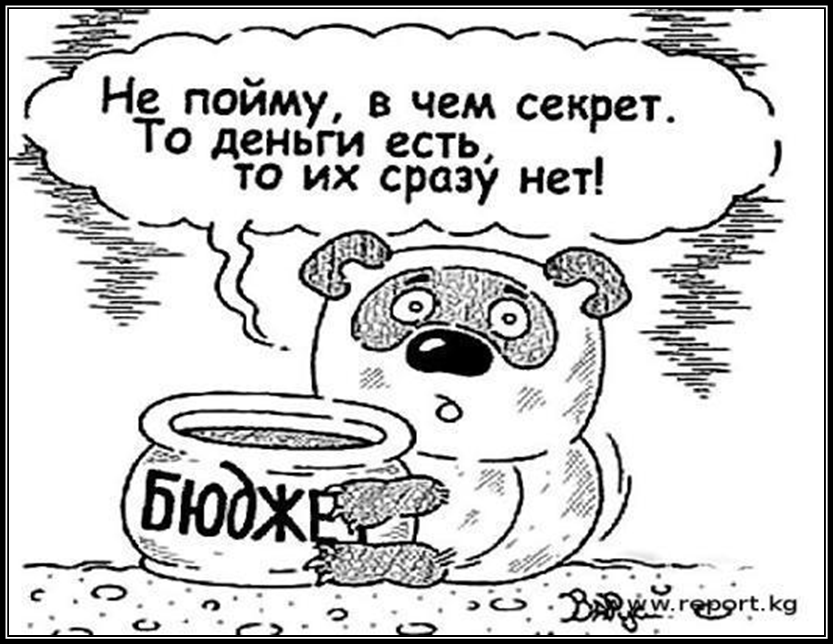 Не пойму, в чем секрет.
То деньги есть,
то их сразу нет!
БЮДЖЕ
www.report.kg